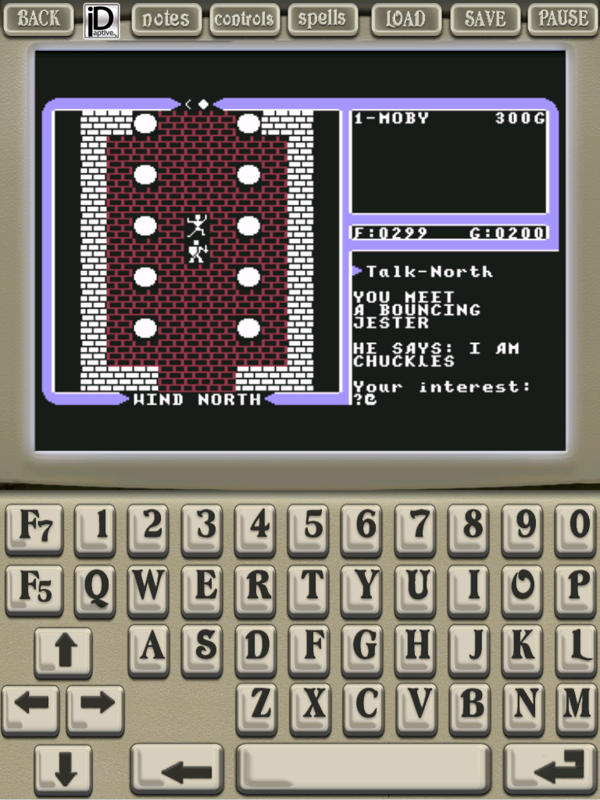 BACK
iD
aptive
notes
controls
spells
LOAD
SAVE
PAUSE
1-MOBY 300G
F:0299 G:0200
Talk-North
YOU MEET
A BOUNCING
JESTER
HE SAYS: I AM
CHUCKLES
Your interest:
?
WIND NORTH
F7 1 2 3 4 5 6 7 8 9 0
F5 Q W E R T Y U I O P
A S D F G H J K L
Z X C V B N M